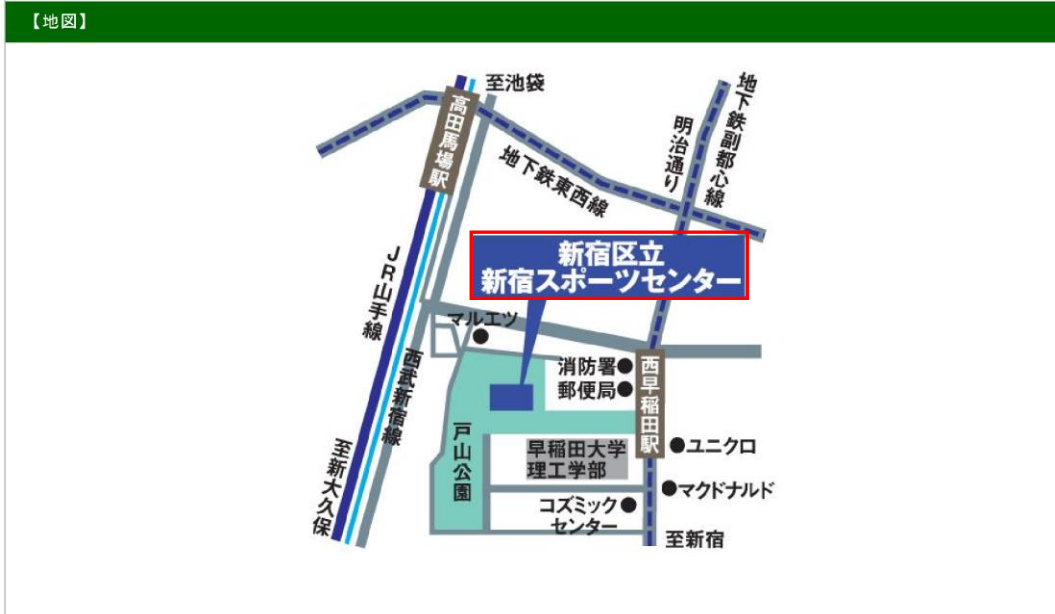 【地図】
至池袋
高田馬場駅
地下鉄東西線
明治通り
地下鉄副都心線
新宿区立
新宿スポーツセンター
JR山手線
マルエツ
西武新宿線
消防署
郵便局
西早稲田駅
戸山公園
早稲田大学
理工学部
ユニクロ
マクドナルド
コズミック
センター
至新大久保
至新宿